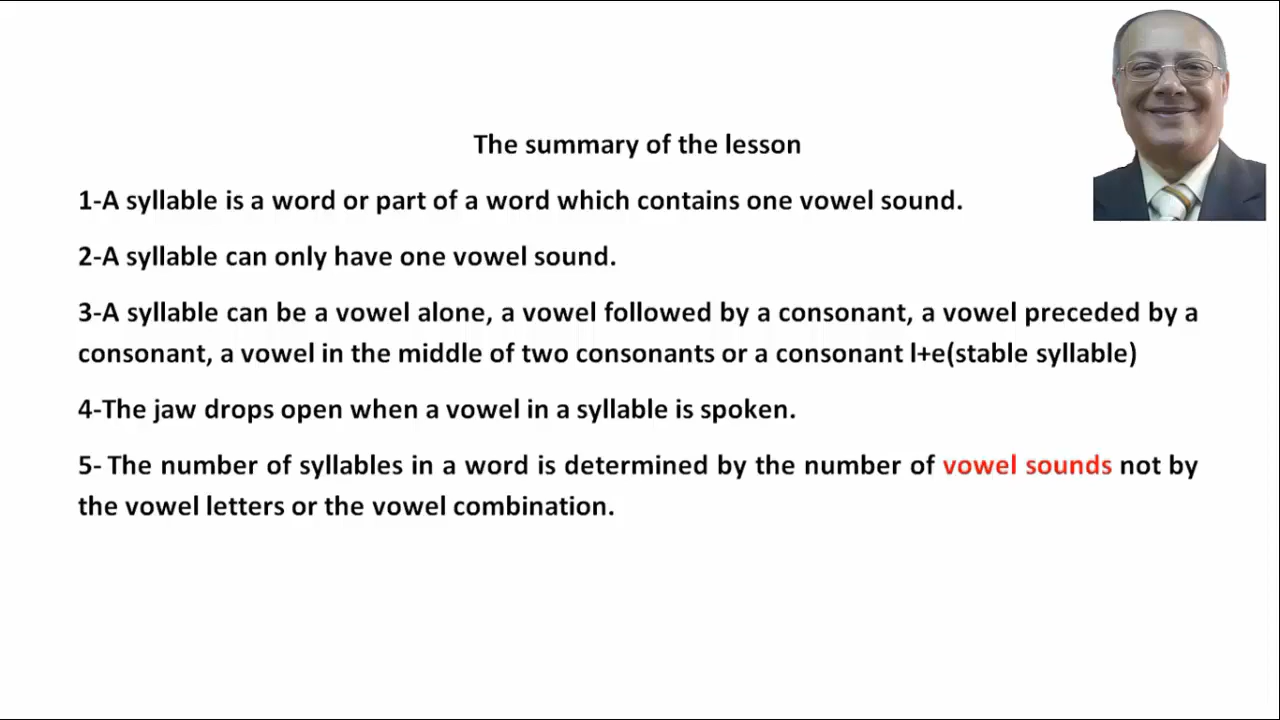 The summary of the lesson
1-A syllable is a word or part of a word which contains one vowel sound.
2-A syllable can only have one vowel sound.
3-A syllable can be a vowel alone, a vowel followed by a consonant, a vowel preceded by a
consonant, a vowel in the middle of two consonants or a consonant l+e(stable syllable)
4-The jaw drops open when a vowel in a syllable is spoken.
5- The number of syllables in a word is determined by the number of vowel sounds not by
the vowel letters or the vowel combination.